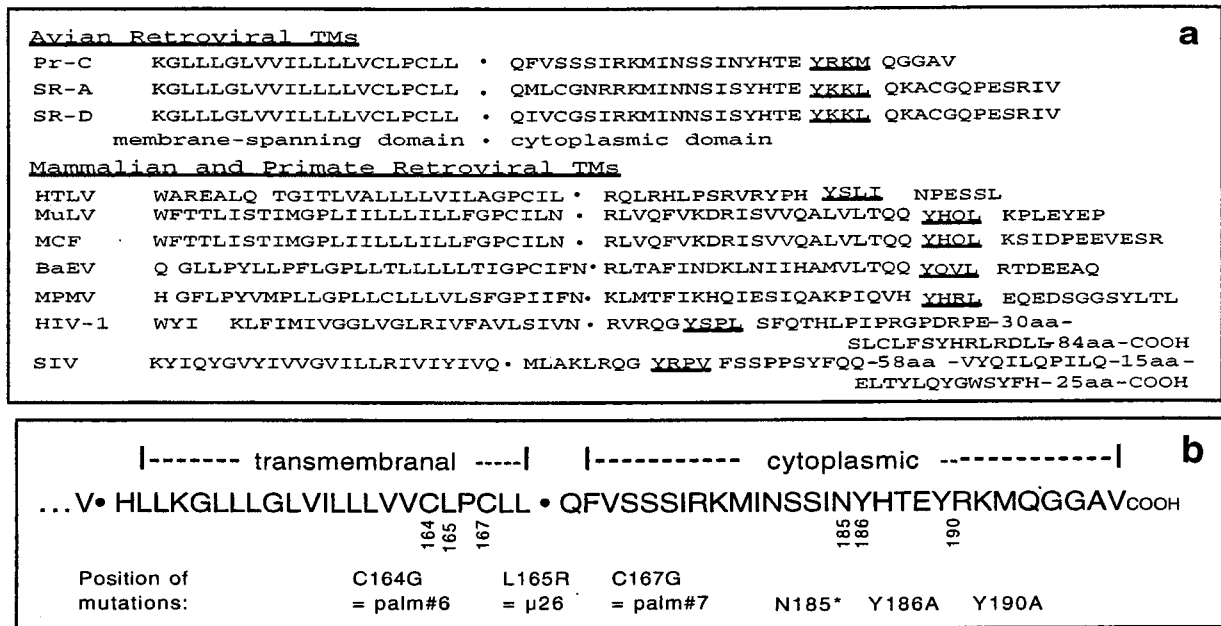 a
Avian Retroviral TMs
Pr-C KGLLLGLVVILLLLLVCLPCLL • QFVSSSIRKMINSSINYHTE YRKM QGGAV
SR-A KGLLLGLVVILLLLLVCLPCLL . QMLCGNRRKMINNSISYHTE YKKL QKACGQPESRIV
SR-D KGLLLGLVVILLLLLVCLPCLL • QIVCGSIRKMINNSINYHTE YKKL QKACGQPESRIV
membrane-spanning domain • cytoplasmic domain
Mammalian and Primate Retroviral TMs
HTLV WAREALQ TGITLVALLLLVILAGPCIL • RQLRHLPSRVRYPH YSLI NPESSL
MuLV WFTTLISTIMGPLIILLLILLFGPCILN • RLVQFVKDRISVVQALVLTQQ YHQL KPLEYEP
MCF WFTTLISTIMGPLIILLLILLFGPCILN • RLVQFVKDRISVVQALVLTQQ YHQL KSIDPEEVESR
BaEV Q GLLPYLLPFLGPLLTLLLLLTIGPCIFN • RLTAFINDKLNIIHAMVLTQQ YQVL RTDEEAQ
MPMV H GFLPYVMPLLGPLLCLLLVLSFGPIIFN • KLMTFIKHQIESIQAKPIQVH YHRL EQEDSGGSYLTL
HIV-1 WYI KLFIMIVGGLVGLRIVFAVLSIVN • RVRQG YSPL SFQTHLPIPRGPDRPE-30aa-
SLCLFSYHRLRDLL-84aa-COOH
SIV KYIQYGVYIVVGVILLRIVIYIVQ • MLAKLRQG YRPV FSSPPSYFQQ-58aa -VYQILQPILQ-15aa-
ELTYLQYGWSYFH-25aa-COOH
b
|------- transmembranal -----| |---------- cytoplasmic -------------|
...V• HLLKGLLLGLVILLLVVCLPCLL • QFVSSSIRKMINSSINYHTEYRKMQGGAVCOOH
164 165 167 185 186 190
Position of C164G L165R C167G
mutations: = palm#6 = µ26 = palm#7 N185* Y186A Y190A